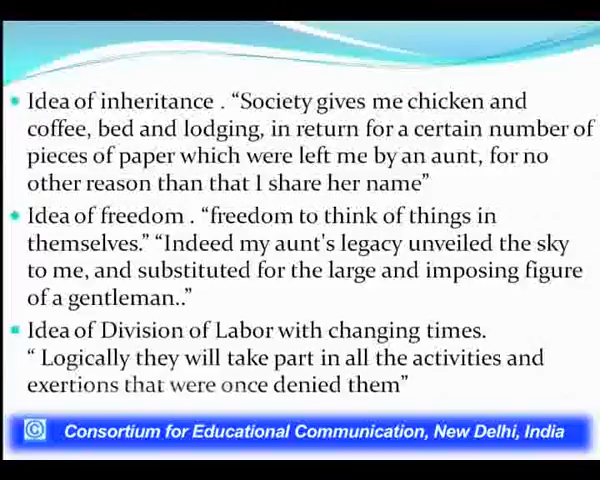 Idea of inheritance . “Society gives me chicken and
coffee, bed and lodging, in return for a certain number of
pieces of paper which were left me by an aunt, for no
other reason than that I share her name”
Idea of freedom . “freedom to think of things in
themselves.” “Indeed my aunt's legacy unveiled the sky
to me, and substituted for the large and imposing figure
of a gentleman..”
Idea of Division of Labor with changing times.
“ Logically they will take part in all the activities and
exertions that were once denied them”
© Consortium for Educational Communication, New Delhi, India